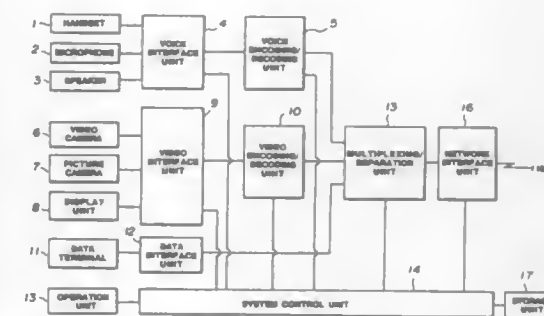 1
HANDSET
2
MICROPHONE
3
SPEAKER
4
VOICE
INTERFACE
UNIT
5
VOICE
ENCODING/
DECODING
UNIT
6
VIDEO
CAMERA
7
PICTURE
CAMERA
8
DISPLAY
UNIT
9
VIDEO
INTERFACE
UNIT
10
VIDEO
ENCODING/
DECODING
UNIT
13
MULTIPLEXING/
SEPARATION
UNIT
16
NETWORK
INTERFACE
UNIT
11
DATA
TERMINAL
12
DATA
INTERFACE
UNIT
13
OPERATION
UNIT
14
SYSTEM CONTROL UNIT
17
STORAGE
UNIT